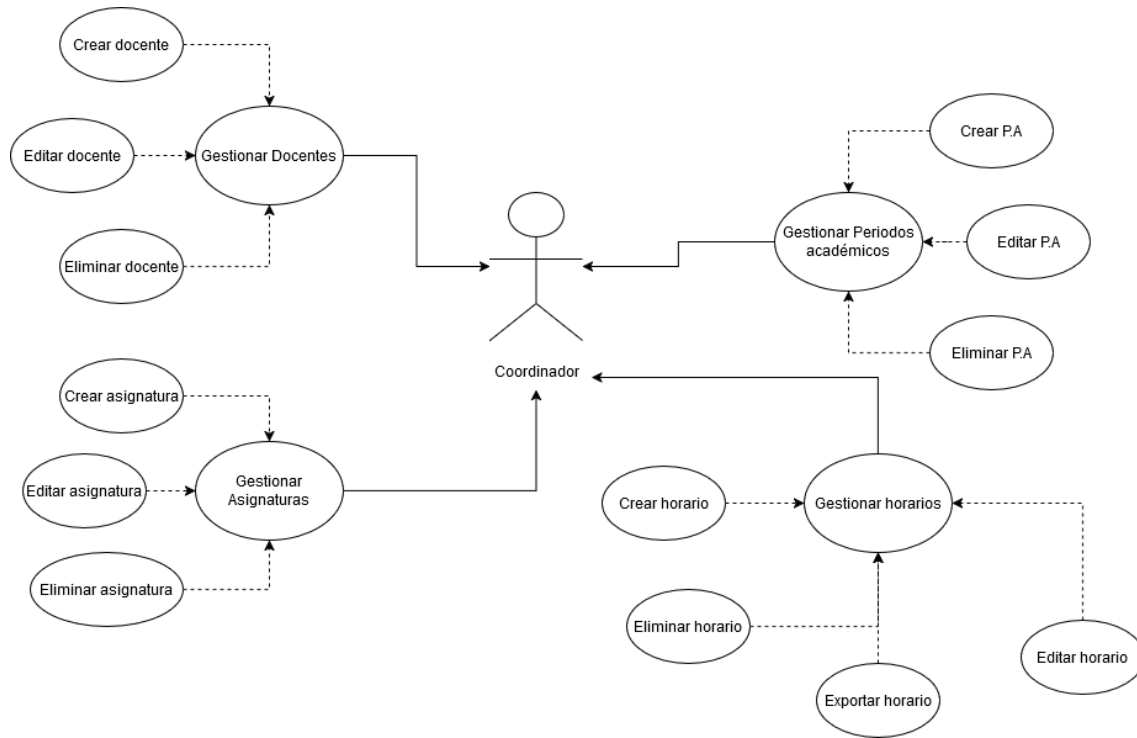 Crear docente
Editar docente
Gestionar Docentes
Eliminar docente
Crear P.A
Gestionar Periodos
académicos
Editar P.A
Eliminar P.A
Coordinador
Crear asignatura
Editar asignatura
Gestionar
Asignaturas
Eliminar asignatura
Crear horario
Gestionar horarios
Eliminar horario
Editar horario
Exportar horario